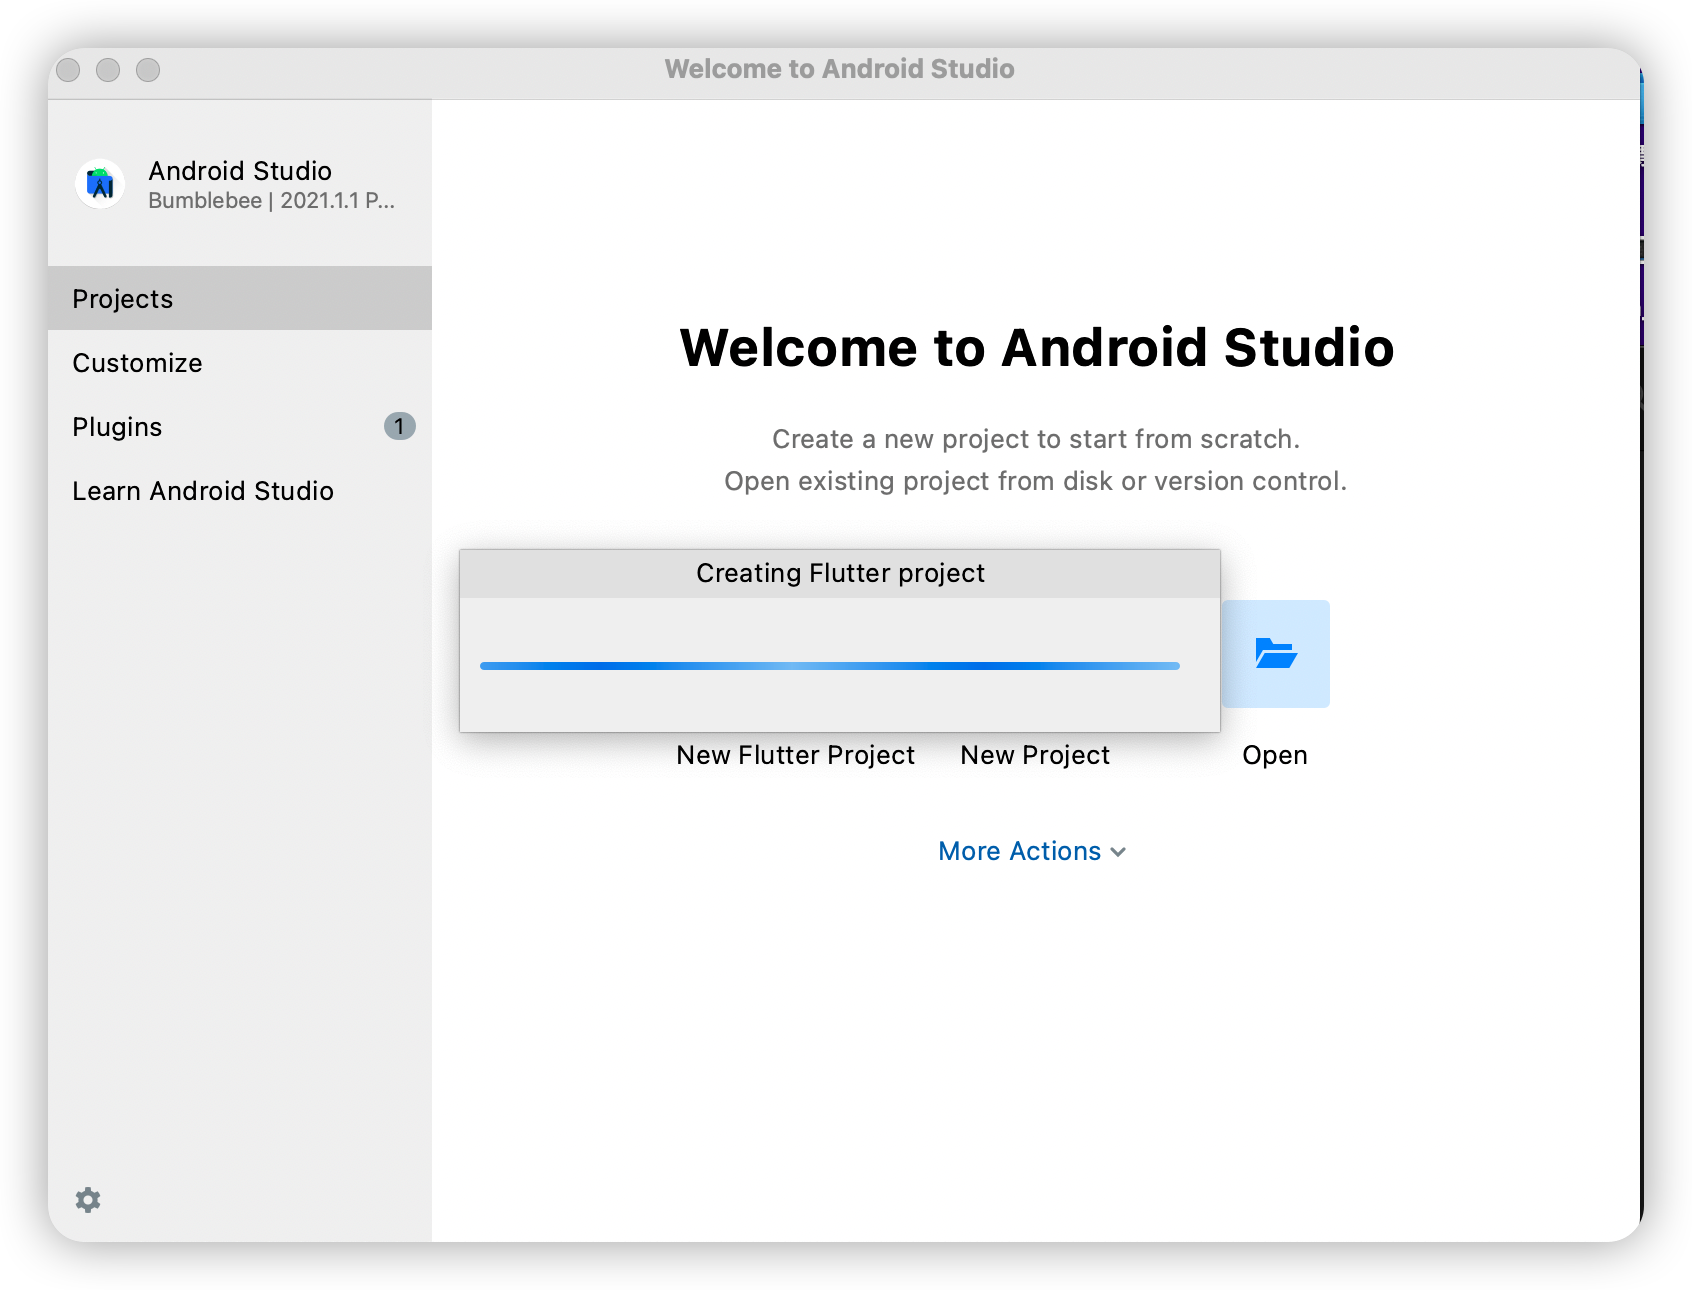 Welcome to Android Studio
Android Studio
Bumblebee | 2021.1.1 P...
Projects
Customize
Plugins 1
Learn Android Studio
Welcome to Android Studio
Create a new project to start from scratch.
Open existing project from disk or version control.
Creating Flutter project
New Flutter Project
New Project
Open
More Actions